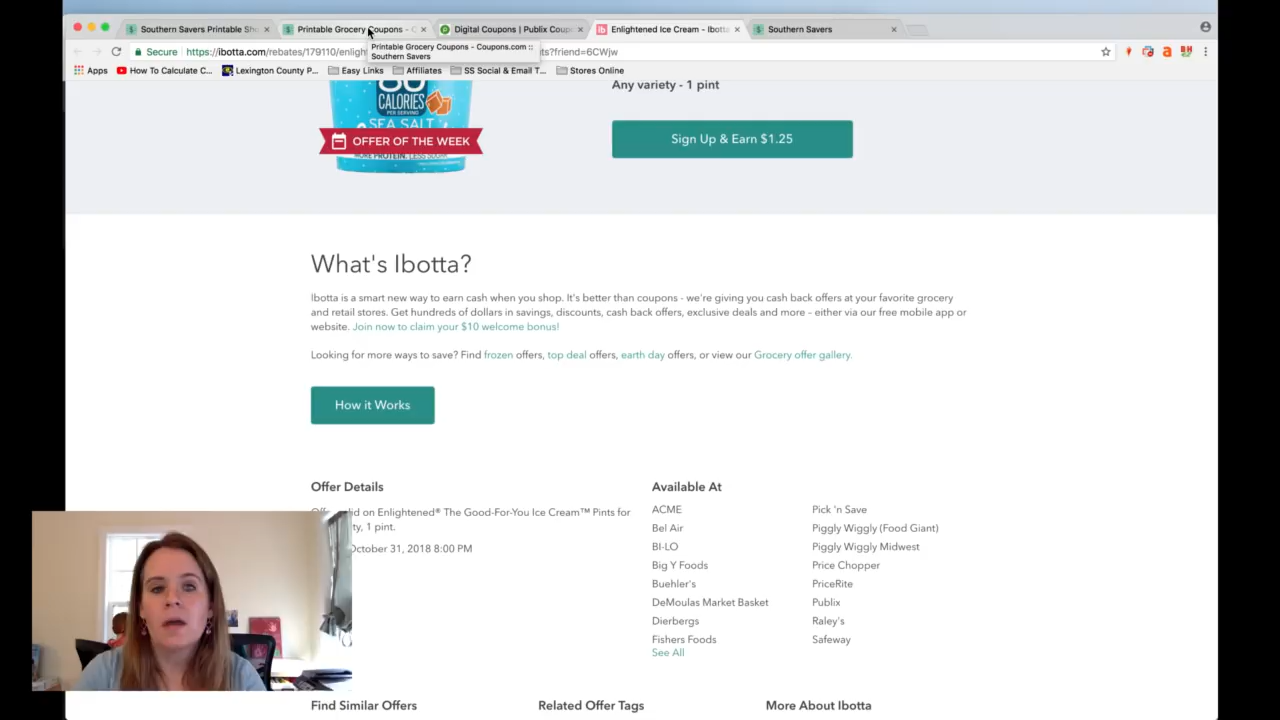 Southern Savers Printable Sho
Printable Grocery Coupons - C
Digital Coupons | Publix Coup
Enlightened Ice Cream - Ibott
Southern Savers
Secure https://ibotta.com/rebates/179110/enligh
ts?friend=6CWjw
Printable Grocery Coupons - Coupons.com ::
Southern Savers
Apps How To Calculate C... Lexington County P... Easy Links Affiliates SS Social & Email T... Stores Online
80
CALORIES
PER SERVING
SEA SALT
OFFER OF THE WEEK
Any variety - 1 pint
Sign Up & Earn $1.25
What's Ibotta?
Ibotta is a smart new way to earn cash when you shop. It's better than coupons - we're giving you cash back offers at your favorite grocery
and retail stores. Get hundreds of dollars in savings, discounts, cash back offers, exclusive deals and more - either via our free mobile app or
website. Join now to claim your $10 welcome bonus!
Looking for more ways to save? Find frozen offers, top deal offers, earth day offers, or view our Grocery offer gallery.
How it Works
Offer Details
id on Enlightened® The Good-For-You Ice Cream™ Pints for
ty, 1 pint.
October 31, 2018 8:00 PM
Available At
ACME
Bel Air
BI-LO
Big Y Foods
Buehler's
DeMoulas Market Basket
Dierbergs
Fishers Foods
See All
Pick 'n Save
Piggly Wiggly (Food Giant)
Piggly Wiggly Midwest
Price Chopper
PriceRite
Publix
Raley's
Safeway
Find Similar Offers
Related Offer Tags
More About Ibotta